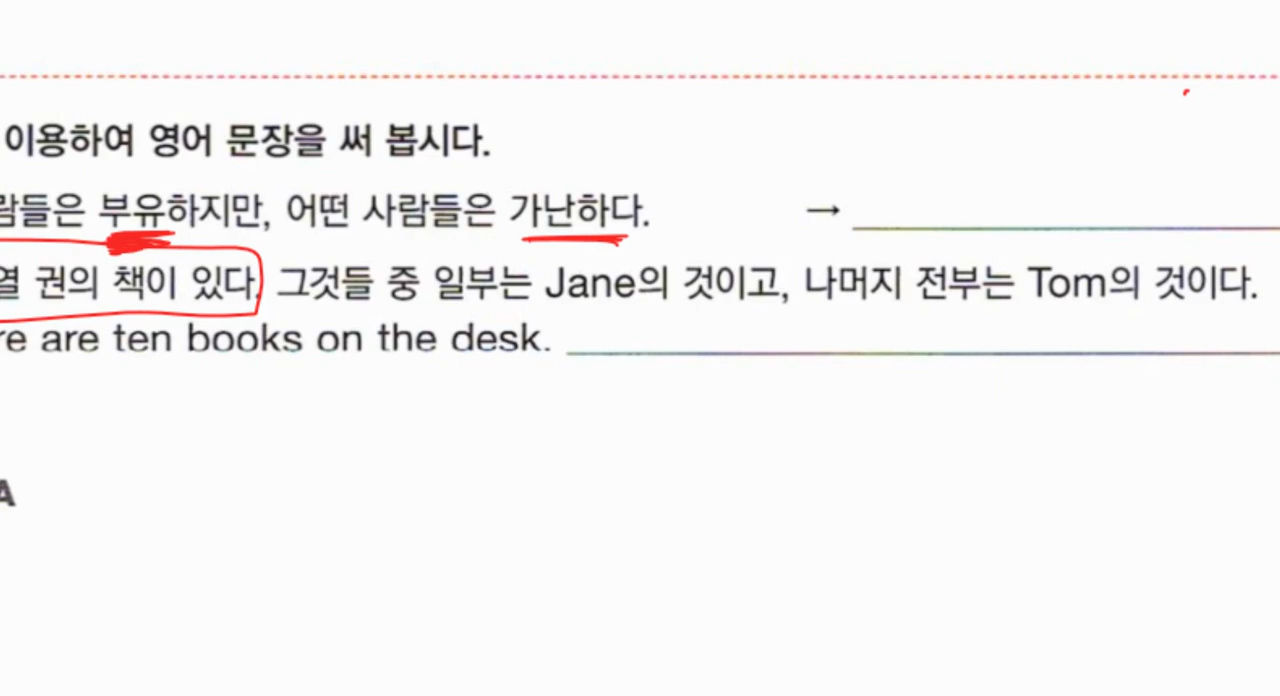 이용하여 영어 문장을 써 봅시다.
람들은 부유하지만, 어떤 사람들은 가난하다. →
열 권의 책이 있다. 그것들 중 일부는 Jane의 것이고, 나머지 전부는 Tom의 것이다.
re are ten books on the desk.
A